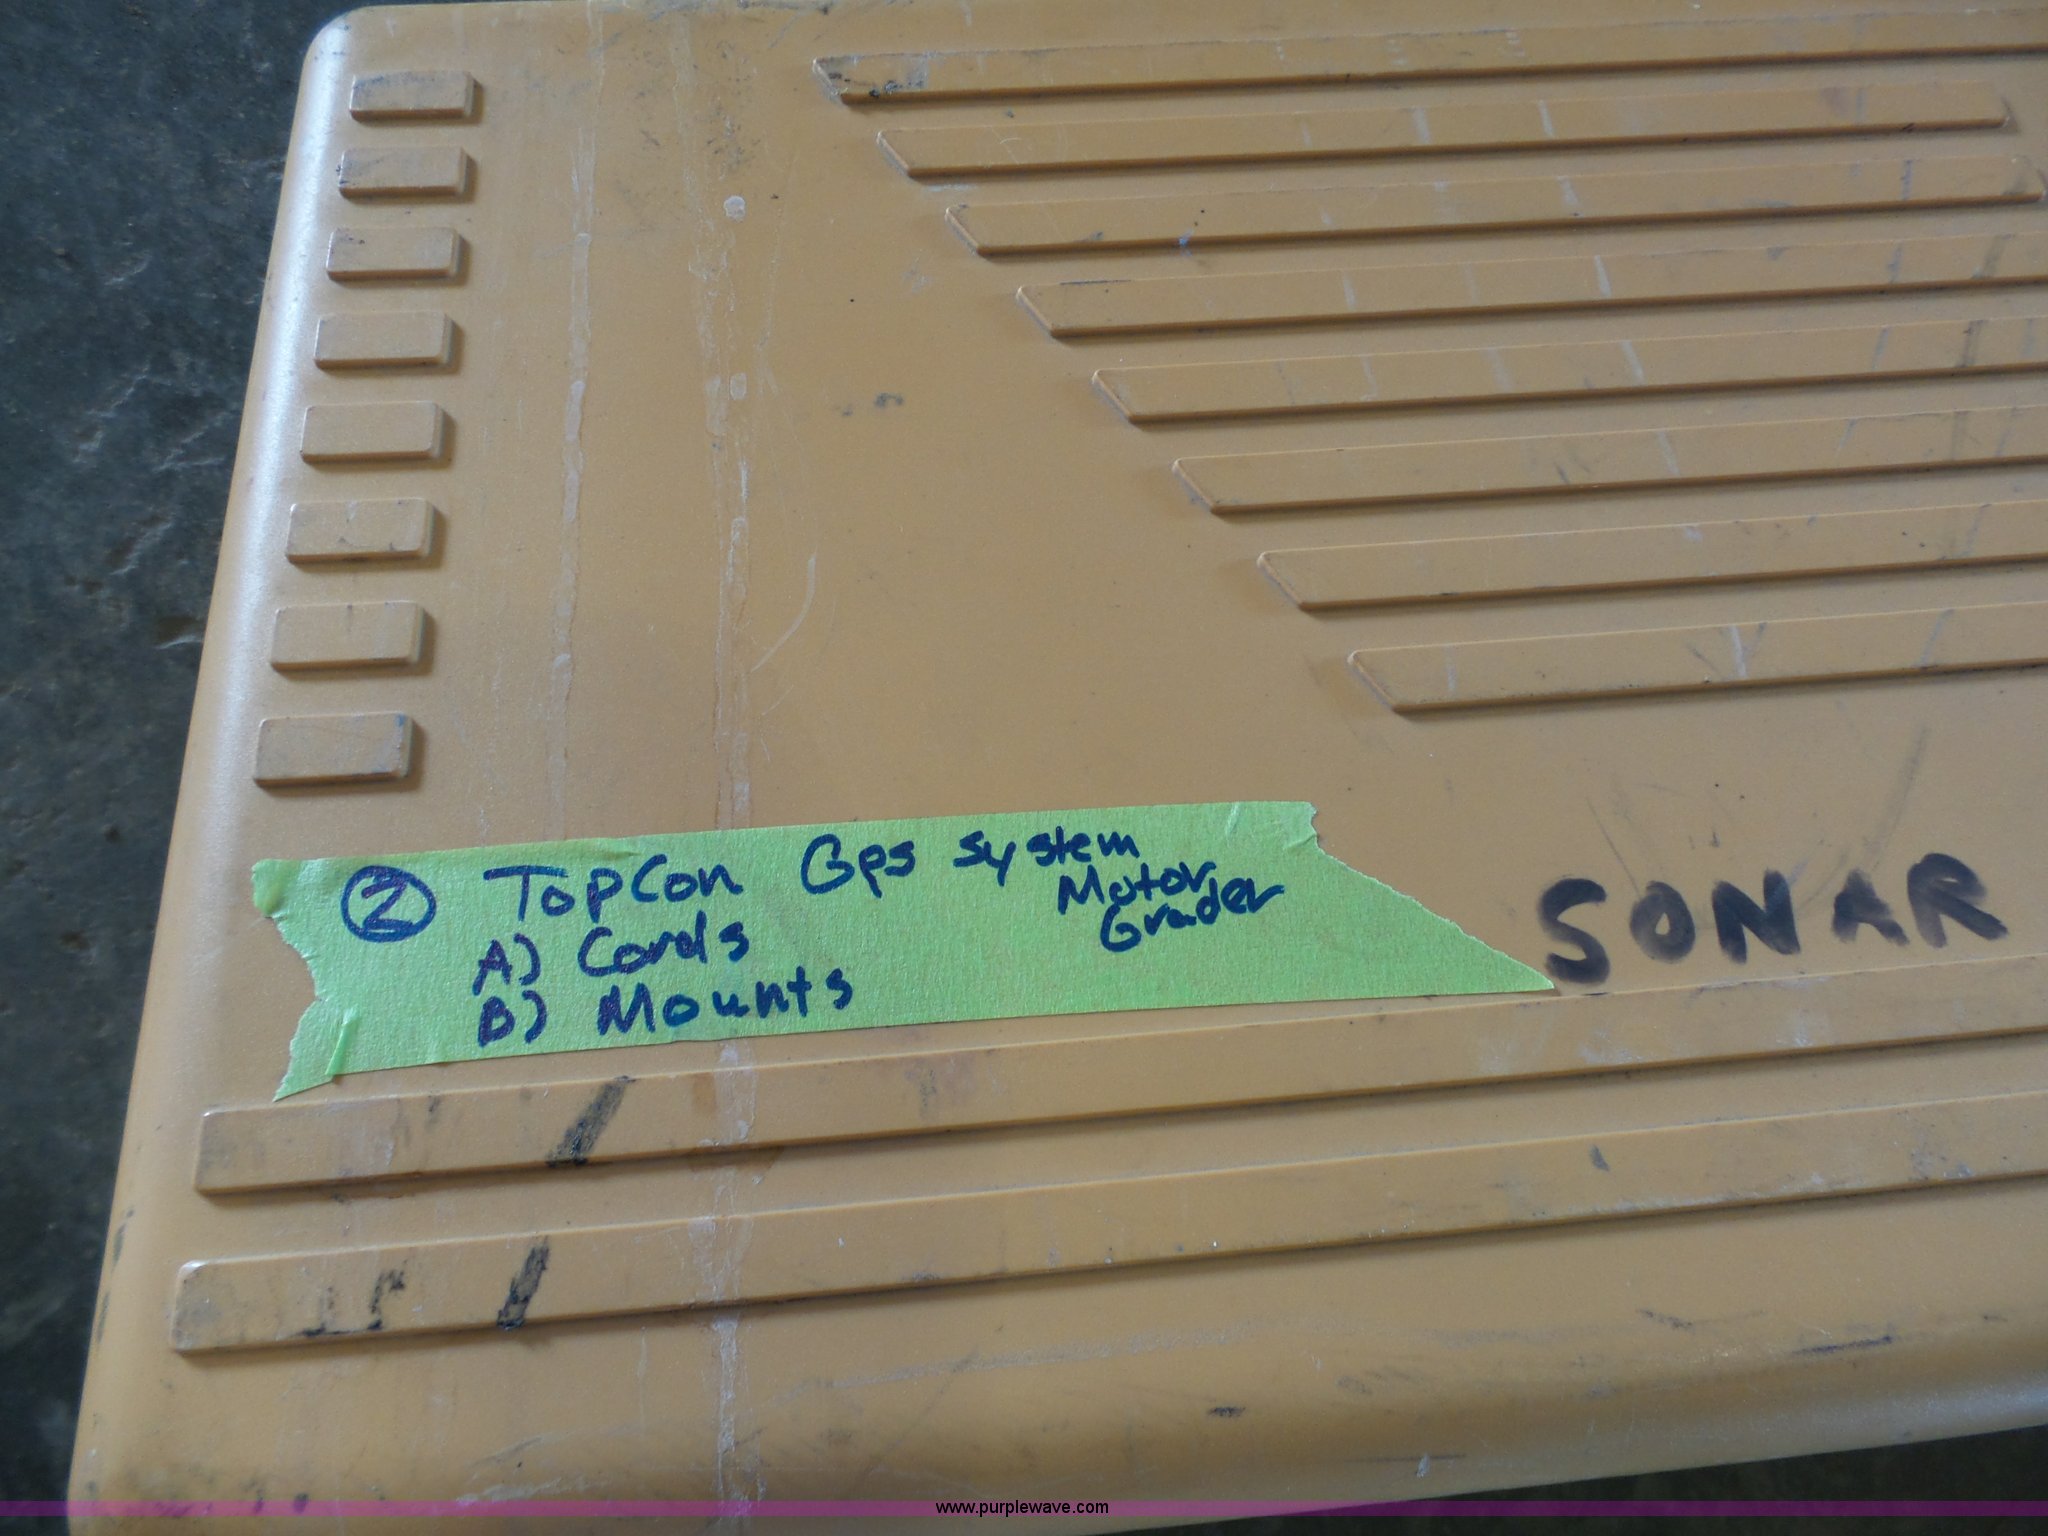 ② TopCon Gps system
Motor
Grader
A) Cords
B) Mounts
SONAR
www.purplewave.com